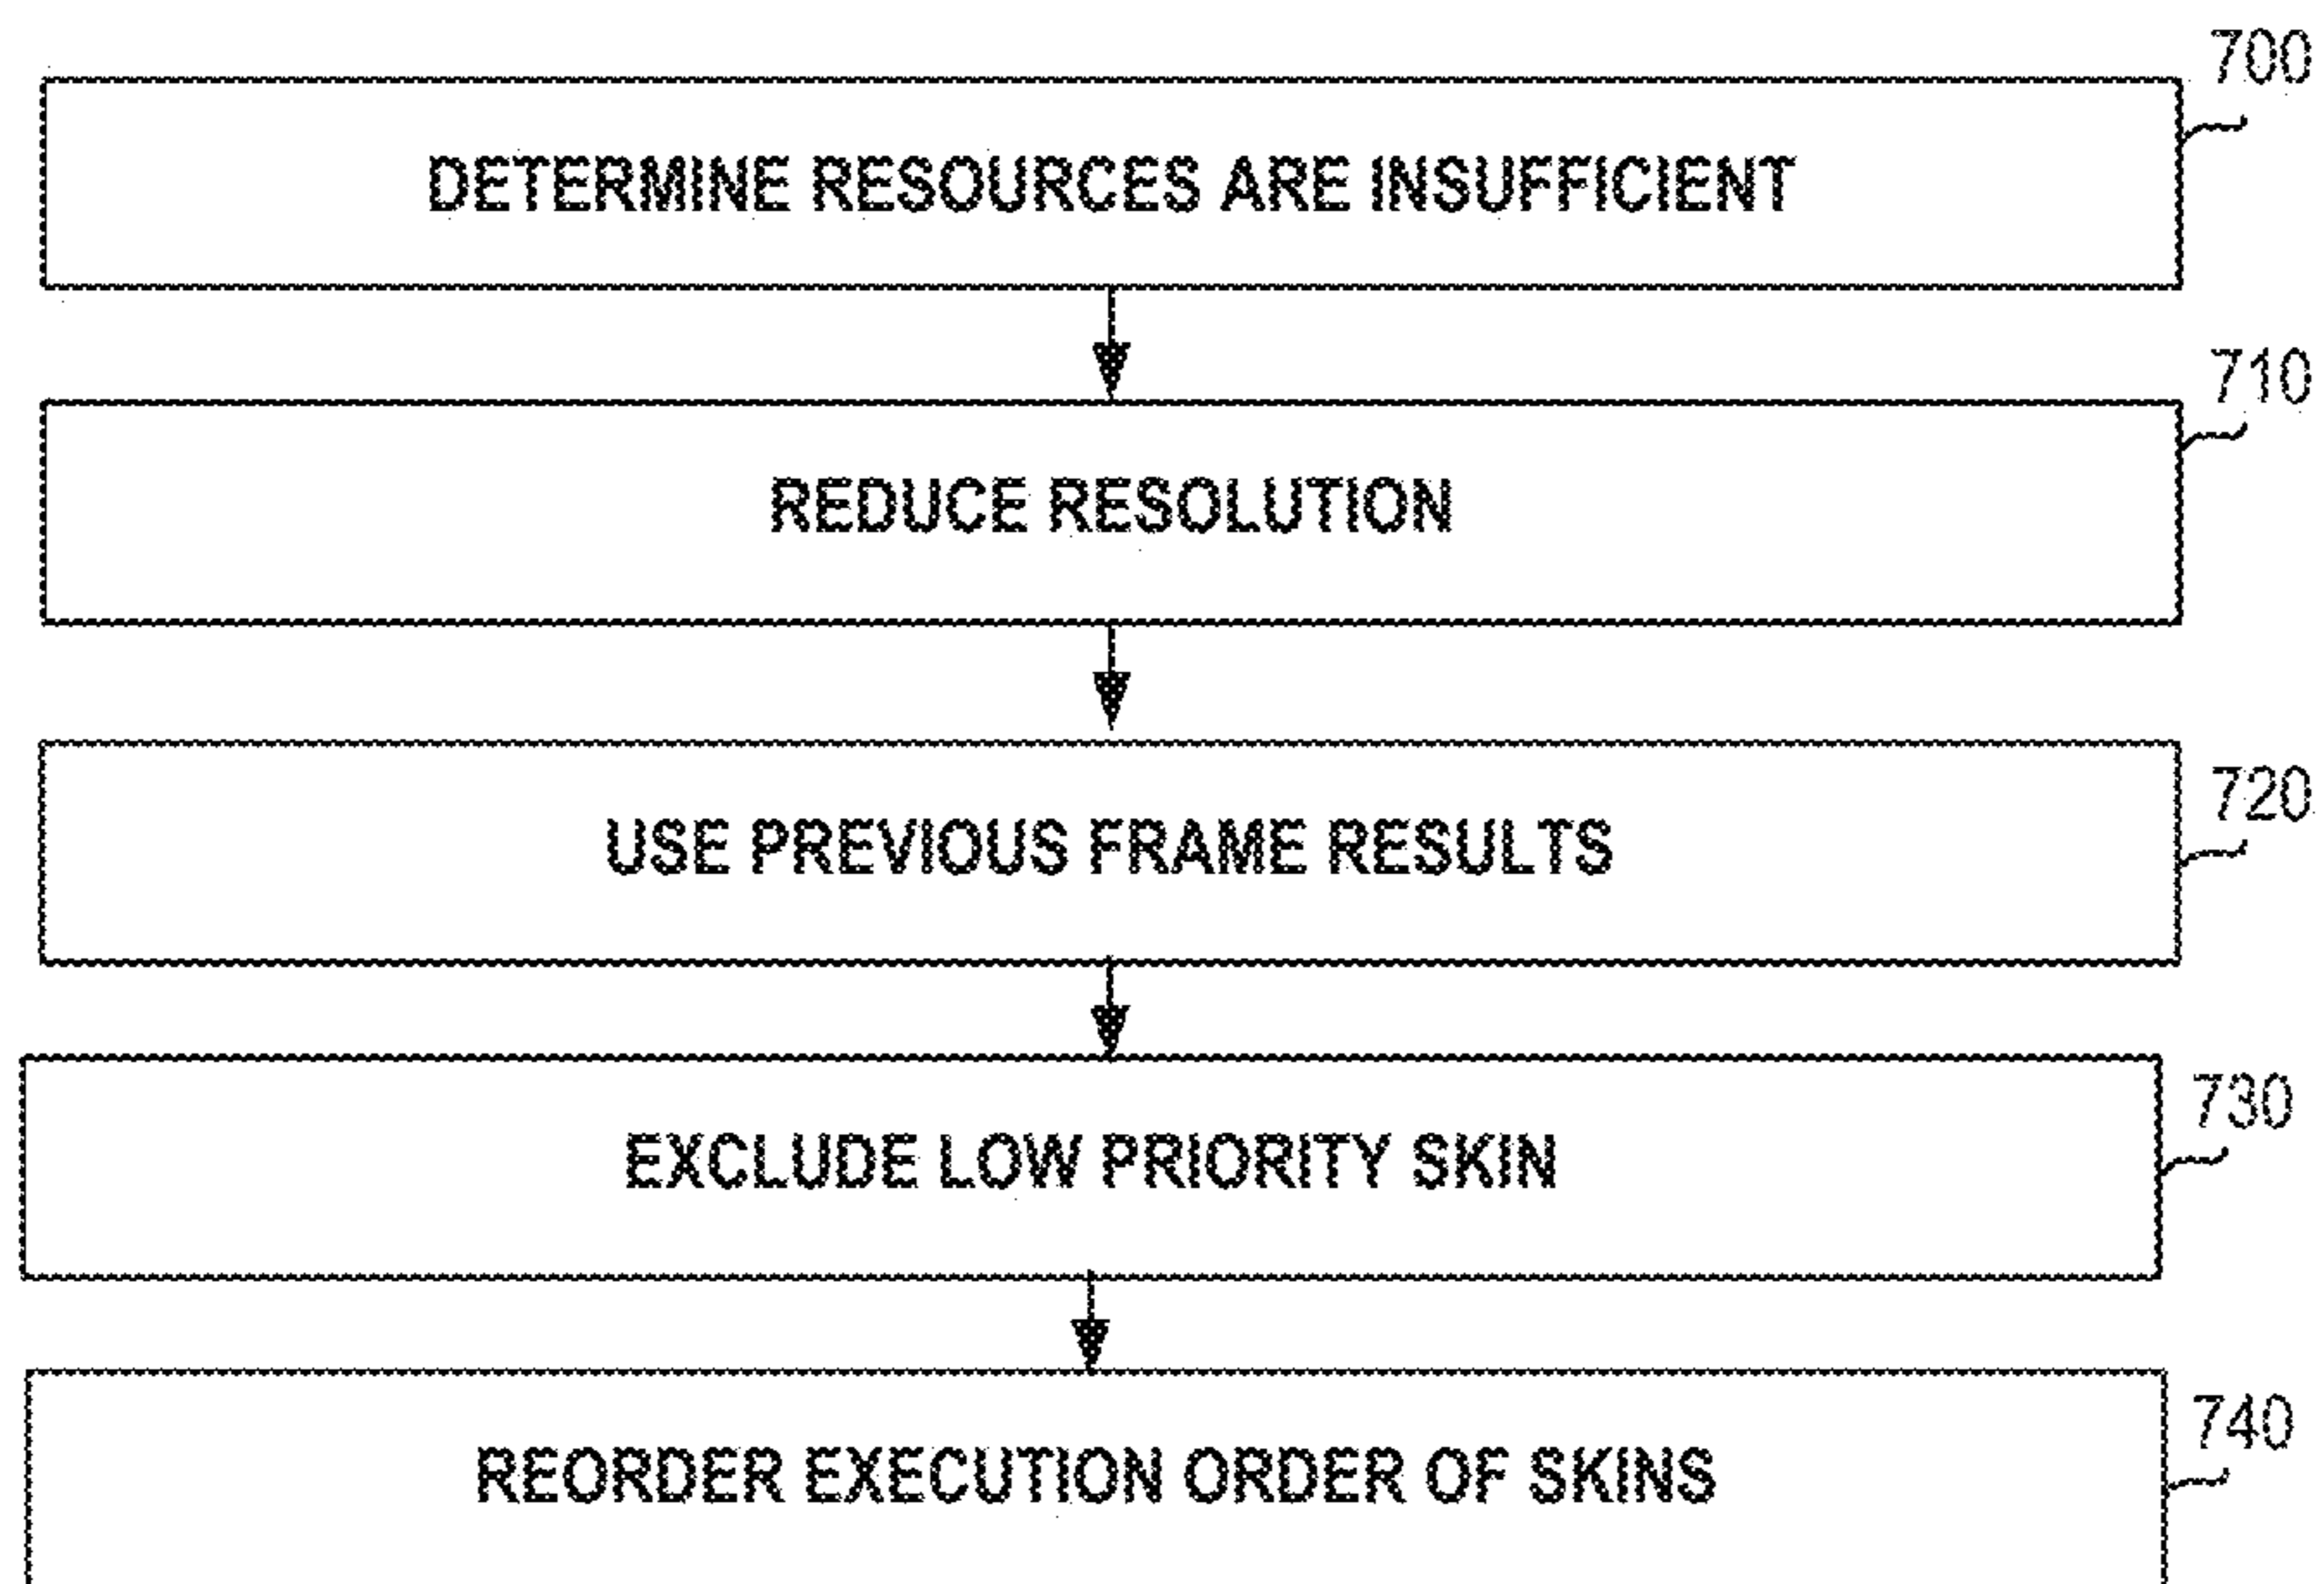 700
DETERMINE RESOURCES ARE INSUFFICIENT
710
REDUCE RESOLUTION
720
USE PREVIOUS FRAME RESULTS
730
EXCLUDE LOW PRIORITY SKIN
740
REORDER EXECUTION ORDER OF SKINS